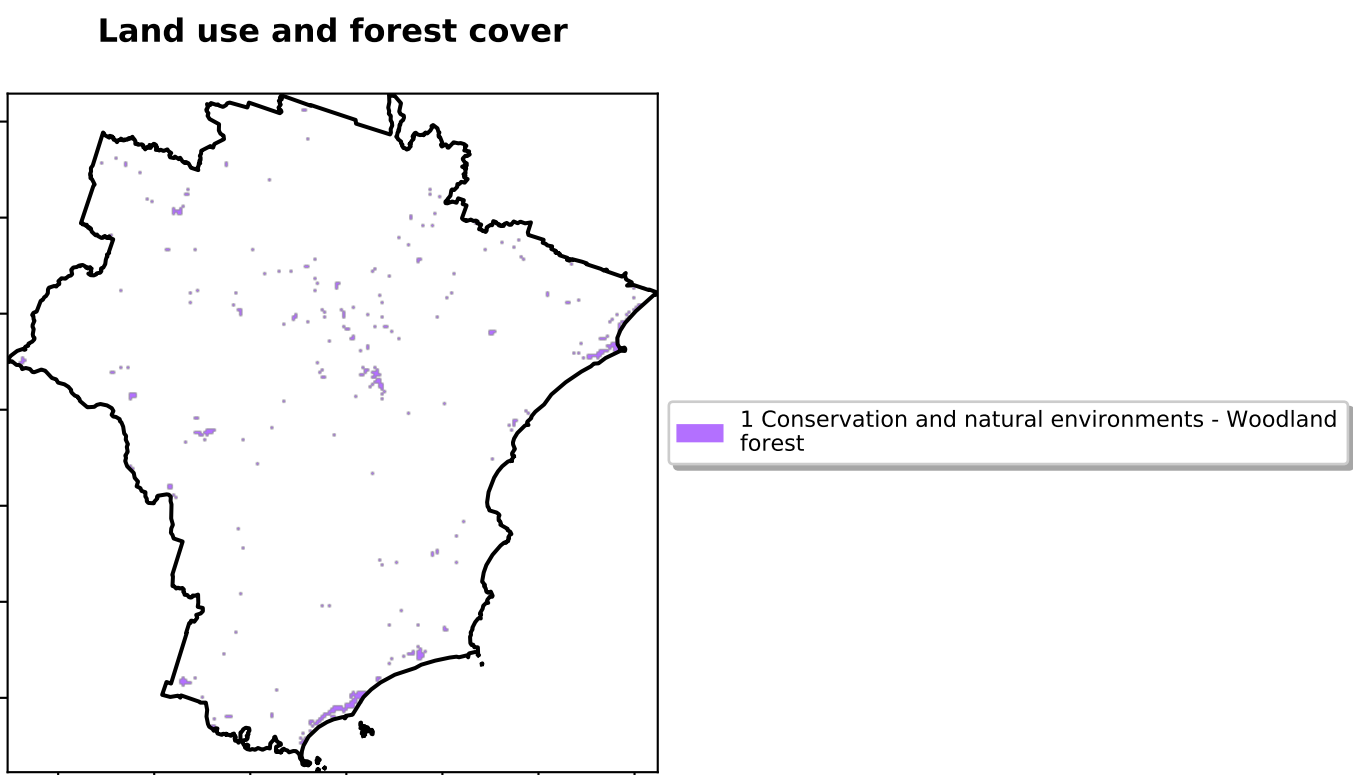 Land use and forest cover
1 Conservation and natural environments - Woodland
forest